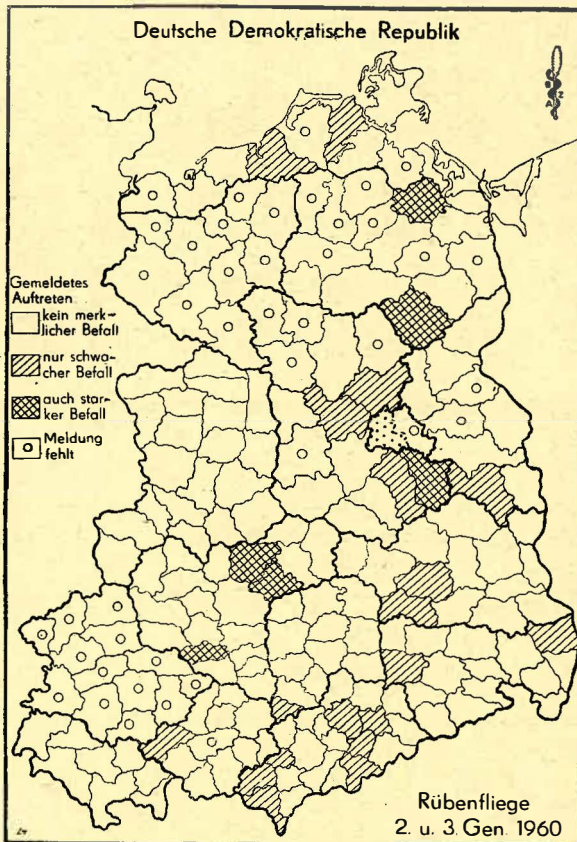 Deutsche Demokratische Republik
Gemeldetes
Auftreten
kein merk-
licher Befall
nur schwa-
cher Befall
auch star-
ker Befall
Meldung
fehlt
Rübenfliege
2. u. 3. Gen. 1960